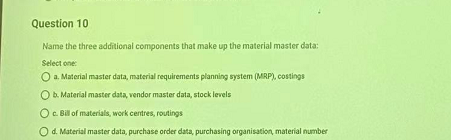 Question 10
Name the three additional components that make up the material master data:
Select one:
a. Material master data, material requirements planning system (MRP), costings
b. Material master data, vendor master data, stock levels
c. Bill of materials, work centres, routings
d. Material master data, purchase order data, purchasing organisation, material number